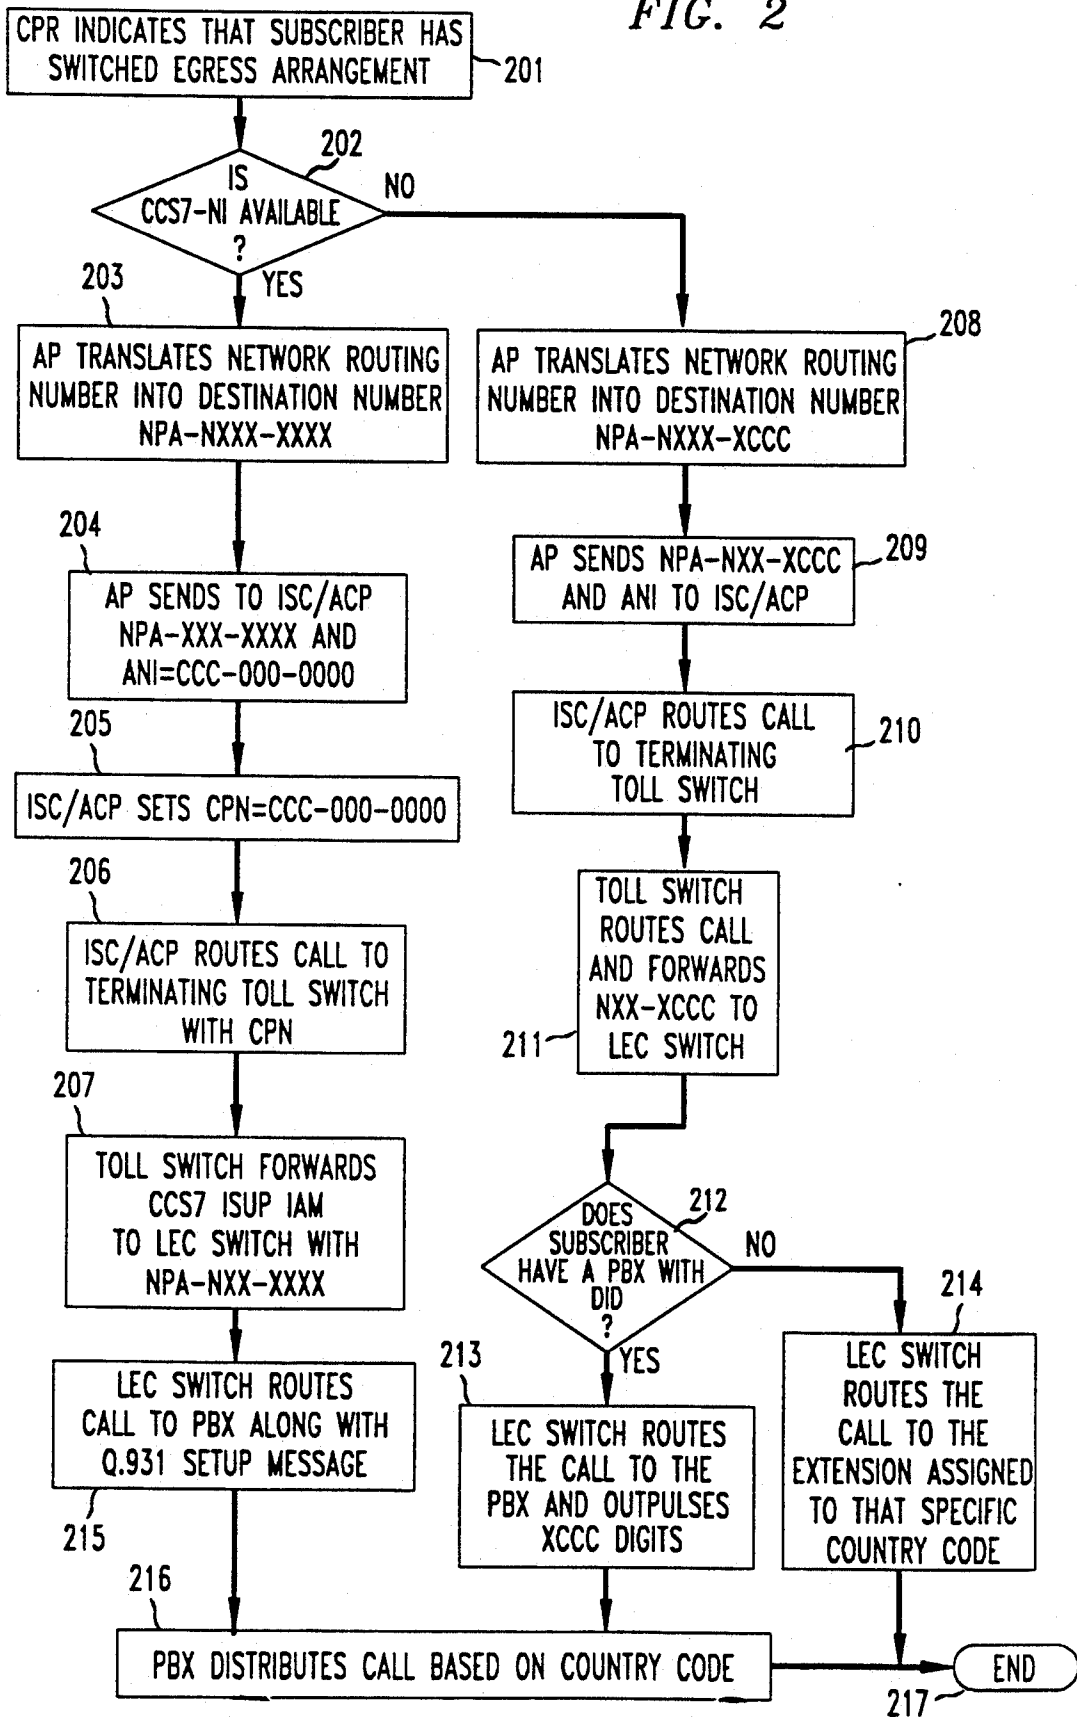 FIG. 2
CPR INDICATES THAT SUBSCRIBER HAS
SWITCHED EGRESS ARRANGEMENT
201
202
IS
CCS7-NI AVAILABLE
?
NO
YES
203
AP TRANSLATES NETWORK ROUTING
NUMBER INTO DESTINATION NUMBER
NPA-NXXX-XXXX
204
AP SENDS TO ISC/ACP
NPA-XXX-XXXX AND
ANI=CCC-000-0000
205
ISC/ACP SETS CPN=CCC-000-0000
206
ISC/ACP ROUTES CALL TO
TERMINATING TOLL SWITCH
WITH CPN
207
TOLL SWITCH FORWARDS
CCS7 ISUP IAM
TO LEC SWITCH WITH
NPA-NXX-XXXX
LEC SWITCH ROUTES
CALL TO PBX ALONG WITH
Q.931 SETUP MESSAGE
215
208
AP TRANSLATES NETWORK ROUTING
NUMBER INTO DESTINATION NUMBER
NPA-NXXX-XCCC
209
AP SENDS NPA-NXX-XCCC
AND ANI TO ISC/ACP
ISC/ACP ROUTES CALL
TO TERMINATING
TOLL SWITCH
210
TOLL SWITCH
ROUTES CALL
AND FORWARDS
NXX-XCCC TO
LEC SWITCH
211
212
DOES
SUBSCRIBER
HAVE A PBX WITH
DID
?
NO
YES
213
LEC SWITCH ROUTES
THE CALL TO THE
PBX AND OUTPULSES
XCCC DIGITS
214
LEC SWITCH
ROUTES THE
CALL TO THE
EXTENSION ASSIGNED
TO THAT SPECIFIC
COUNTRY CODE
216
PBX DISTRIBUTES CALL BASED ON COUNTRY CODE
END
217